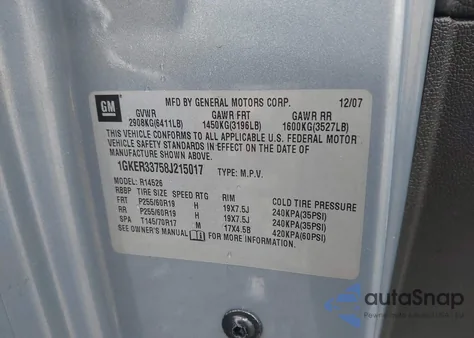 GM
MFD BY GENERAL MOTORS CORP. 12/07
GVWR GAWR FRT GAWR RR
2908KG(6411LB) 1450KG(3196LB) 1600KG(3527LB)
THIS VEHICLE CONFORMS TO ALL APPLICABLE U.S. FEDERAL MOTOR
VEHICLE SAFETY STANDARDS IN EFFECT ON THE DATE OF
MANUFACTURE SHOWN ABOVE.
1GKER33758J215017 TYPE: M.P.V.
MODEL: R14526
RBBP TIRE SIZE SPEED RTG RIM COLD TIRE PRESSURE
FRT P255/60R19 H 19X7.5J 240KPA(35PSI)
RR P255/60R19 H 19X7.5J 240KPA(35PSI)
SPA T145/70R17 M 17X4.5B 420KPA(60PSI)
SEE OWNER'S MANUAL FOR MORE INFORMATION.
autoSnap